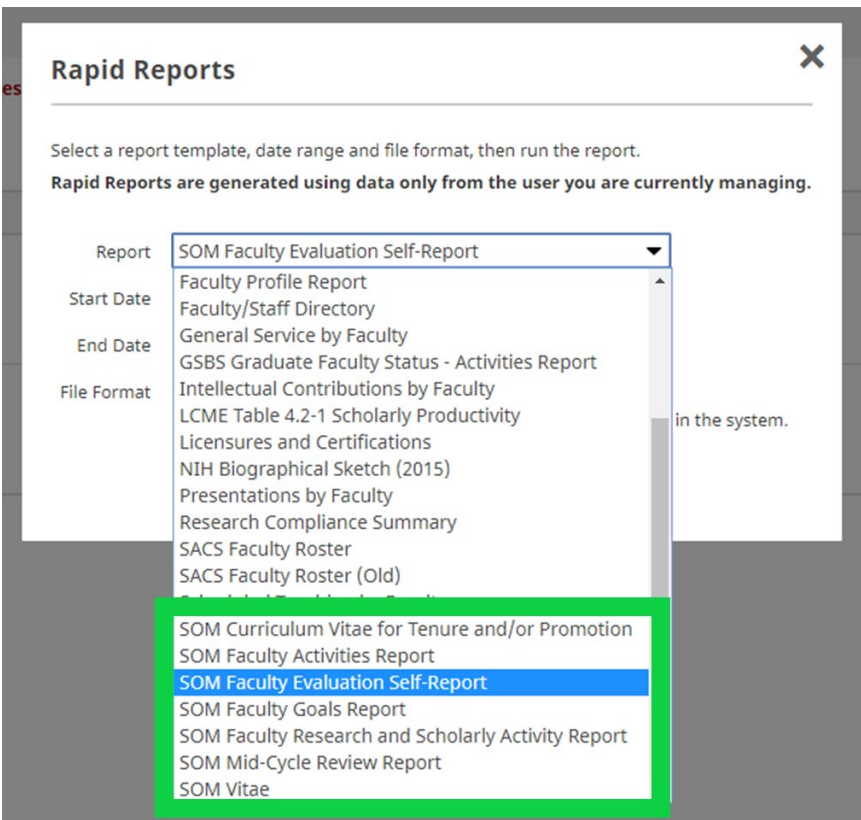 es
Rapid Reports
Select a report template, date range and file format, then run the report.
Rapid Reports are generated using data only from the user you are currently managing.
Report SOM Faculty Evaluation Self-Report
Start Date
End Date
File Format
Faculty Profile Report
Faculty/Staff Directory
General Service by Faculty
GSBS Graduate Faculty Status - Activities Report
Intellectual Contributions by Faculty
LCME Table 4.2-1 Scholarly Productivity
in the system.
Licensures and Certifications
NIH Biographical Sketch (2015)
Presentations by Faculty
Research Compliance Summary
SACS Faculty Roster
SACS Faculty Roster (Old)
SOM Curriculum Vitae for Tenure and/or Promotion
SOM Faculty Activities Report
SOM Faculty Evaluation Self-Report
SOM Faculty Goals Report
SOM Faculty Research and Scholarly Activity Report
SOM Mid-Cycle Review Report
SOM Vitae